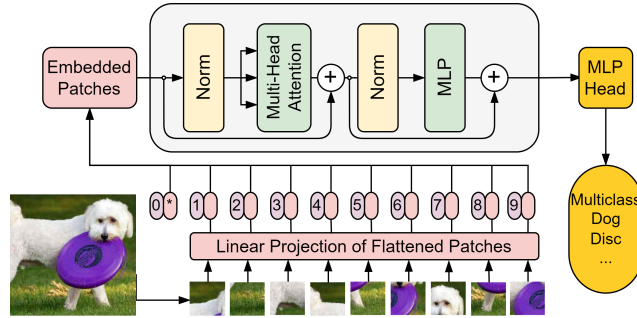 Embedded
Patches
Norm
Multi-Head
Attention
+
Norm
MLP
+
MLP
Head
0 * 1 2 3 4 5 6 7 8 9
Linear Projection of Flattened Patches
Multiclass
Dog
Disc
...